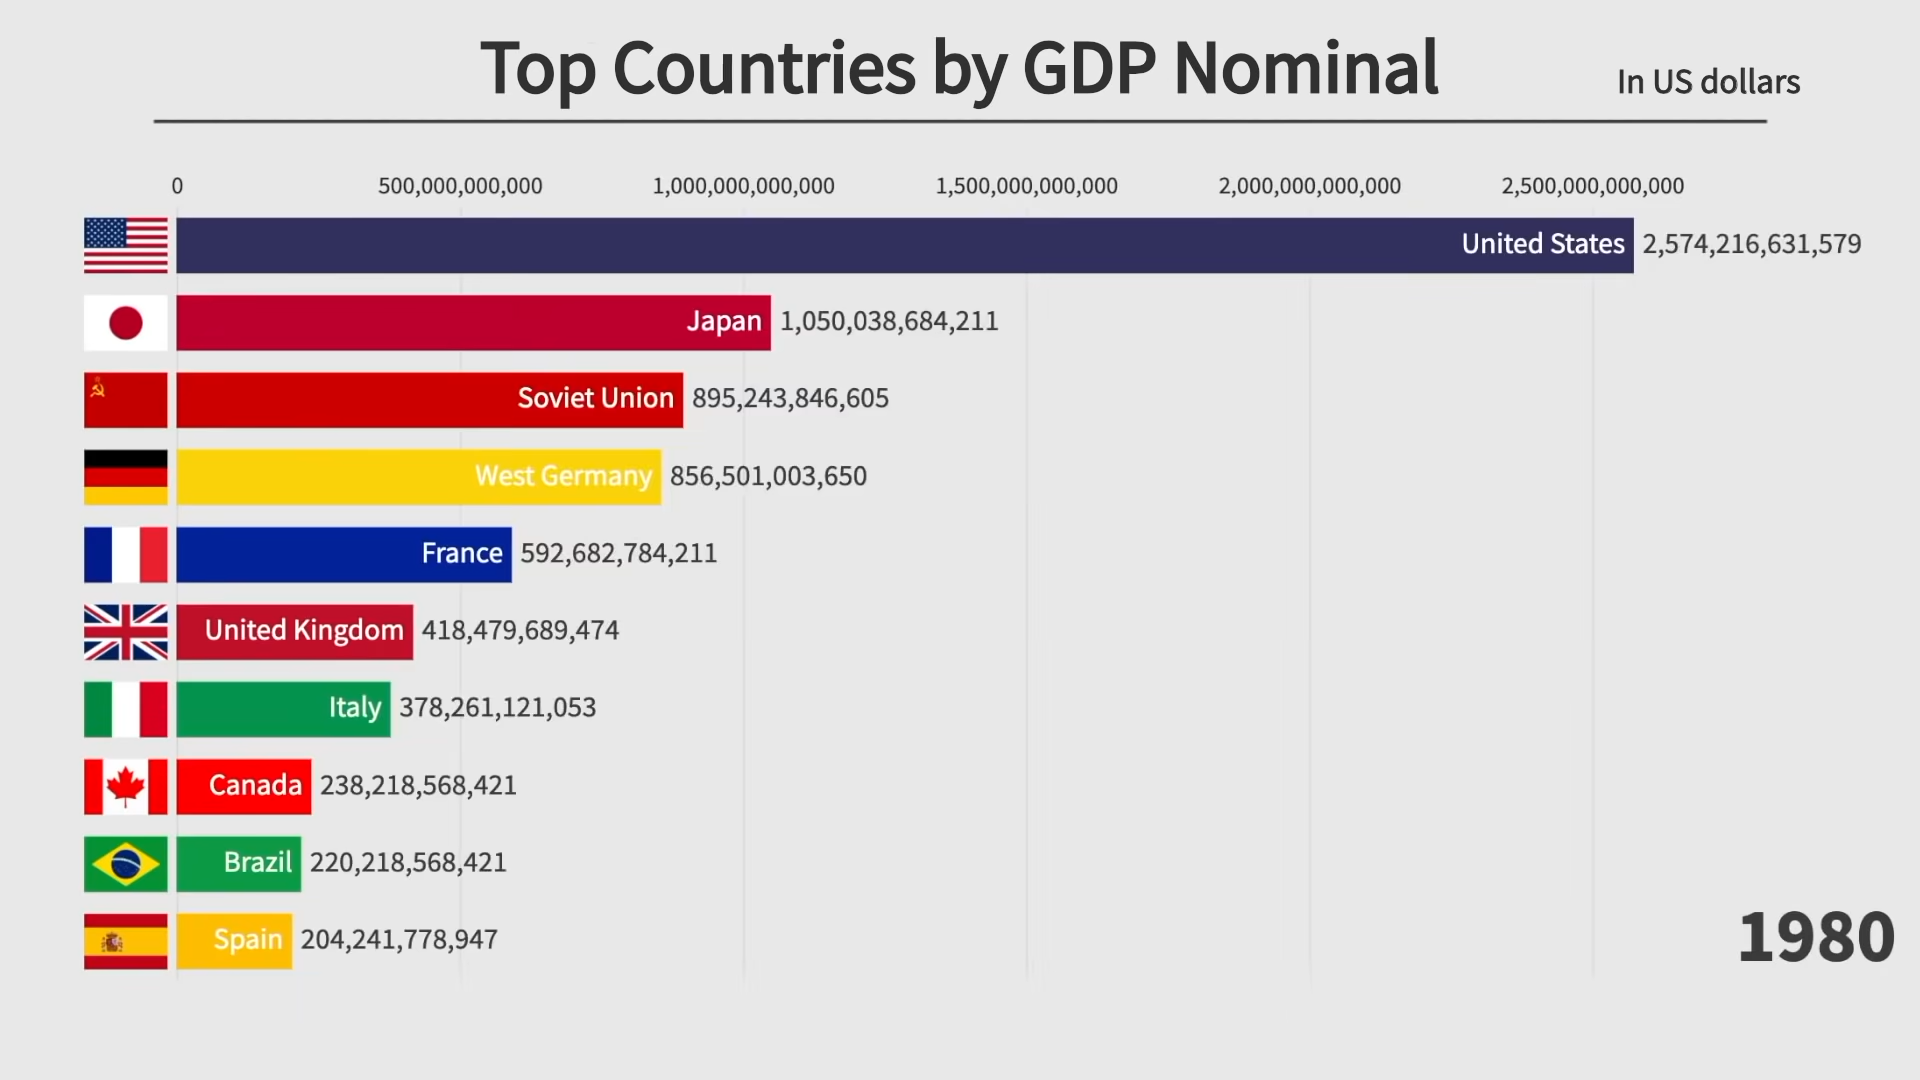 Top Countries by GDP Nominal
In US dollars
0 500,000,000,000 1,000,000,000,000 1,500,000,000,000 2,000,000,000,000 2,500,000,000,000
United States 2,574,216,631,579
Japan 1,050,038,684,211
Soviet Union 895,243,846,605
West Germany 856,501,003,650
France 592,682,784,211
United Kingdom 418,479,689,474
Italy 378,261,121,053
Canada 238,218,568,421
Brazil 220,218,568,421
Spain 204,241,778,947
1980